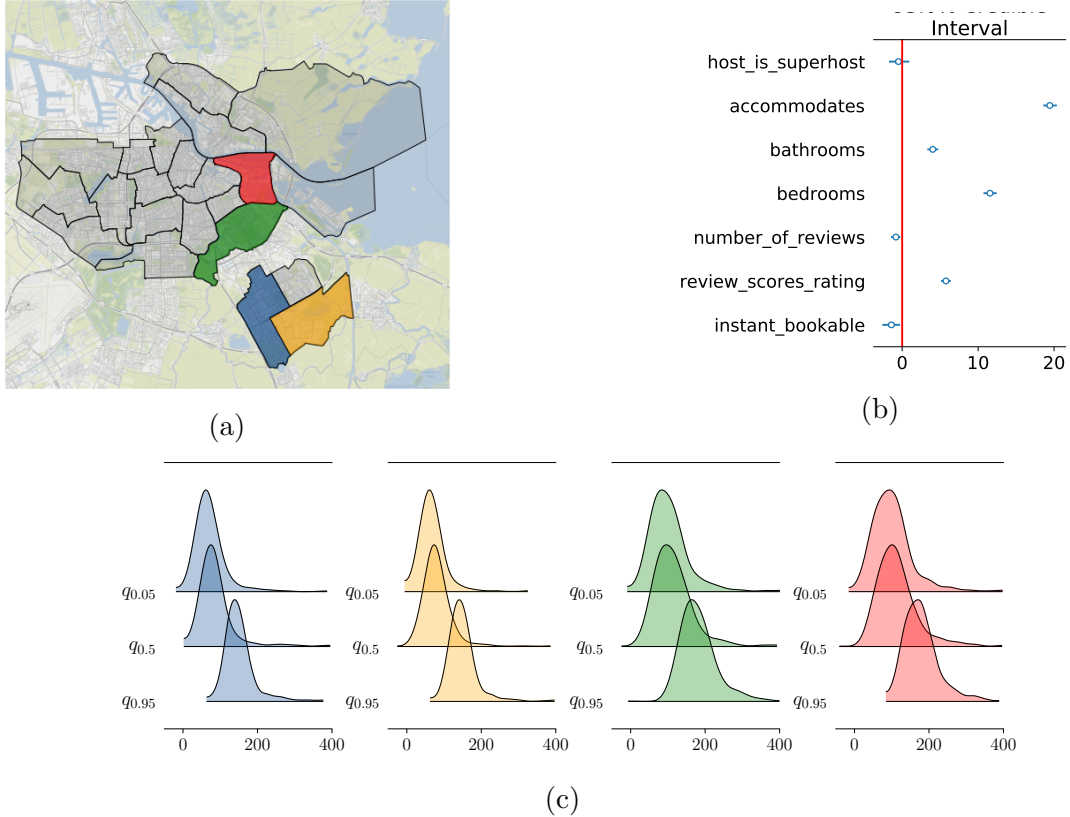 Interval
host_is_superhost
accommodates
bathrooms
bedrooms
number_of_reviews
review_scores_rating
instant_bookable
0 10 20
(a)
(b)
q0.05 q0.05 q0.05 q0.05
q0.5 q0.5 q0.5 q0.5
q0.95 q0.95 q0.95 q0.95
0 200 400 0 200 400 0 200 400 0 200 400
(c)